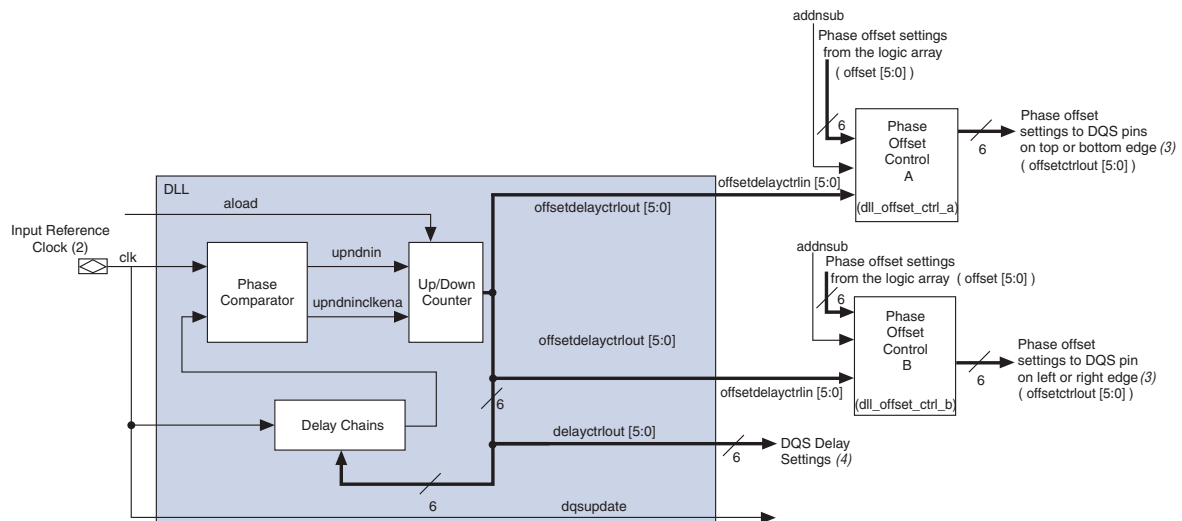 addnsub
Phase offset settings
from the logic array
( offset [5:0] )
6
Phase
Offset
Control
A
(dll_offset_ctrl_a)
6
Phase offset
settings to DQS pins
on top or bottom edge (3)
( offsetctrlout [5:0] )
DLL
aload
offsetdelayctrlout [5:0]
offsetdelayctrlin [5:0]
Input Reference
Clock (2)
clk
Phase
Comparator
upndnin
upndninclkena
Up/Down
Counter
addnsub
Phase offset settings
from the logic array ( offset [5:0] )
6
Phase
Offset
Control
B
(dll_offset_ctrl_b)
6
Phase offset
settings to DQS pin
on left or right edge (3)
( offsetctrlout [5:0] )
offsetdelayctrlout [5:0]
offsetdelayctrlin [5:0]
6
Delay Chains
delayctrlout [5:0]
6
DQS Delay
Settings (4)
6
dqsupdate